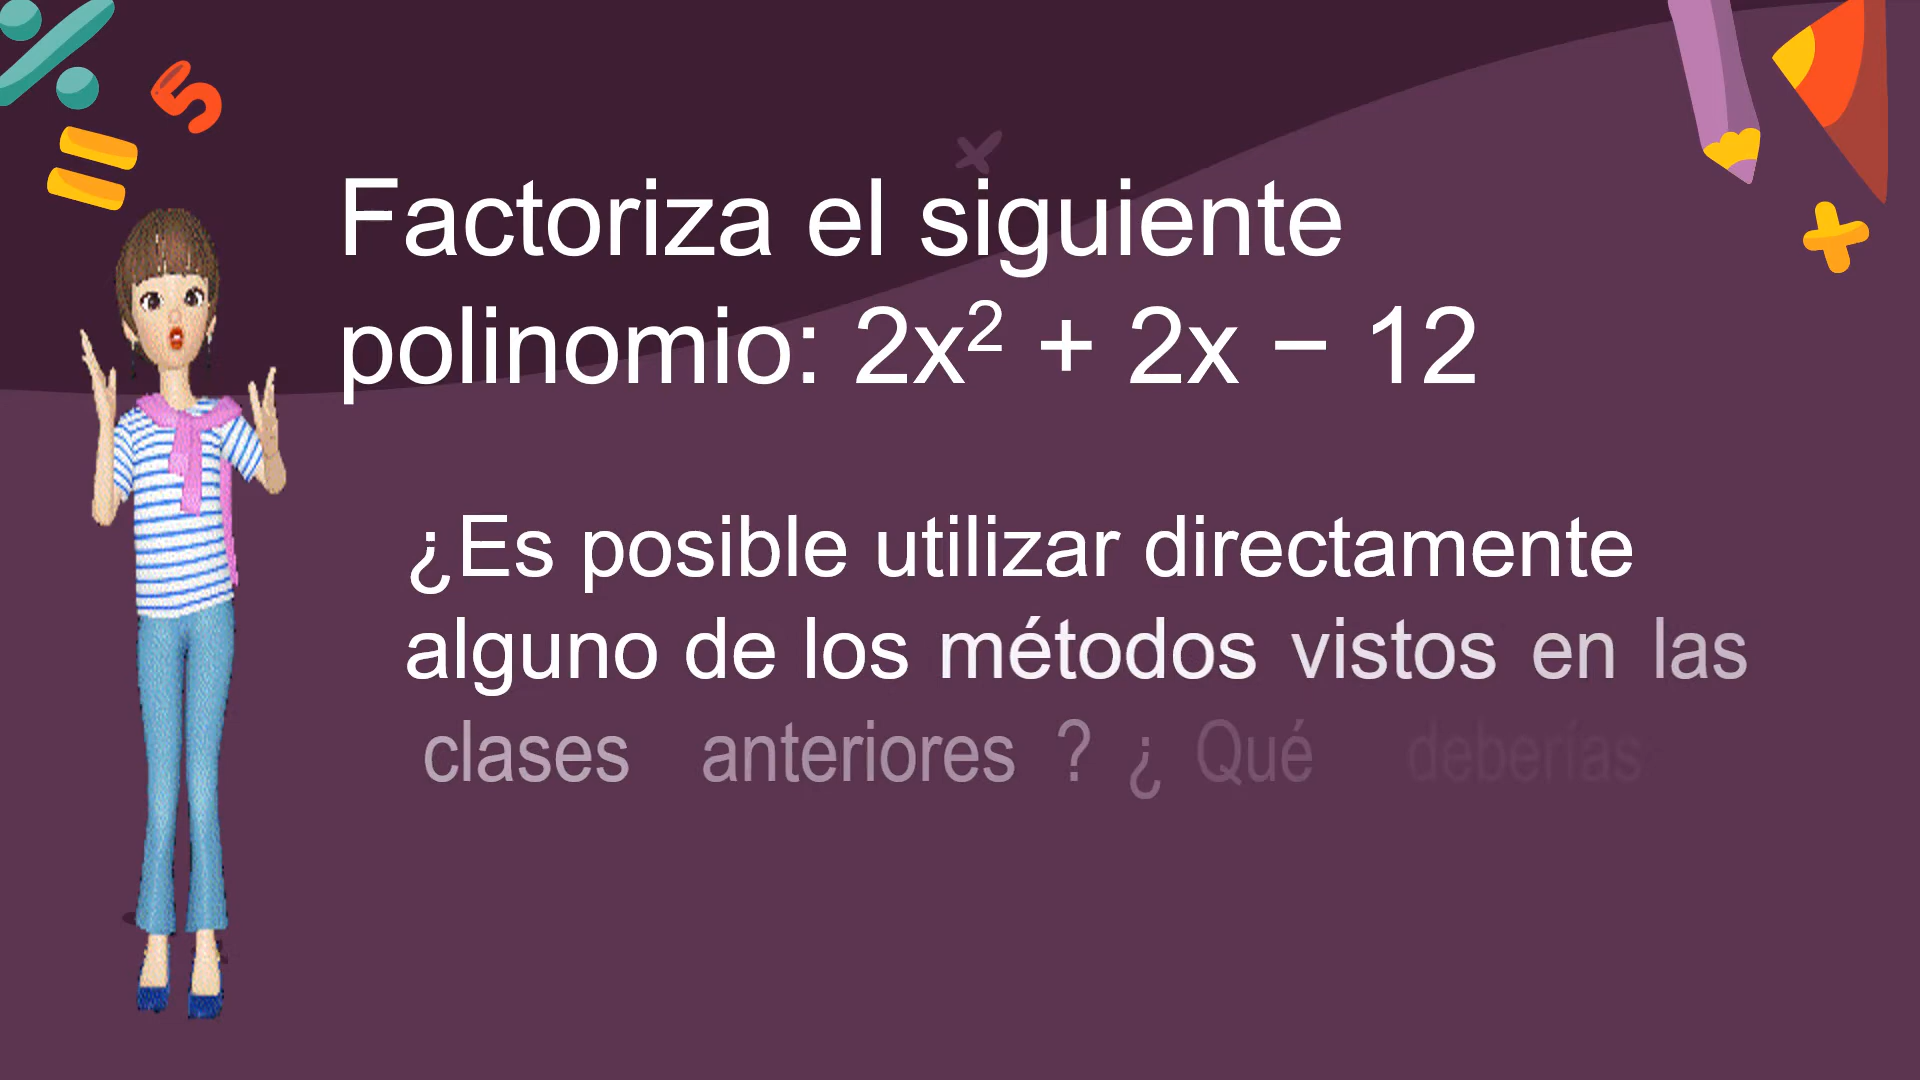 5
Factoriza el siguiente
polinomio: 2x² + 2x − 12
¿Es posible utilizar directamente
alguno de los métodos vistos en las
clases anteriores ? ¿ Qué deberías